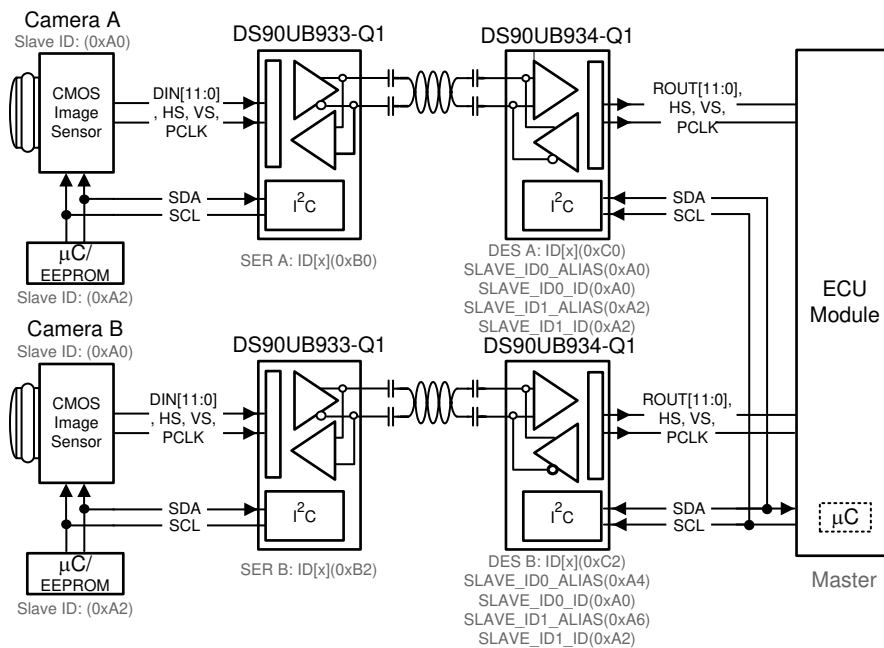 Camera A
Slave ID: (0xA0)
DS90UB933-Q1
DS90UB934-Q1
CMOS
Image
Sensor
DIN[11:0]
, HS, VS,
PCLK
ROUT[11:0],
HS, VS,
PCLK
SDA
SCL
I²C
I²C
SDA
SCL
µC/
EEPROM
Slave ID: (0xA2)
SER A: ID[x](0xB0)
DES A: ID[x](0xC0)
SLAVE_ID0_ALIAS(0xA0)
SLAVE_ID0_ID(0xA0)
SLAVE_ID1_ALIAS(0xA2)
SLAVE_ID1_ID(0xA2)
ECU
Module
Camera B
Slave ID: (0xA0)
DS90UB933-Q1
DS90UB934-Q1
CMOS
Image
Sensor
DIN[11:0]
, HS, VS,
PCLK
ROUT[11:0],
HS, VS,
PCLK
SDA
SCL
I²C
I²C
SDA
SCL
µC
µC/
EEPROM
Slave ID: (0xA2)
SER B: ID[x](0xB2)
DES B: ID[x](0xC2)
SLAVE_ID0_ALIAS(0xA4)
SLAVE_ID0_ID(0xA0)
SLAVE_ID1_ALIAS(0xA6)
SLAVE_ID1_ID(0xA2)
Master